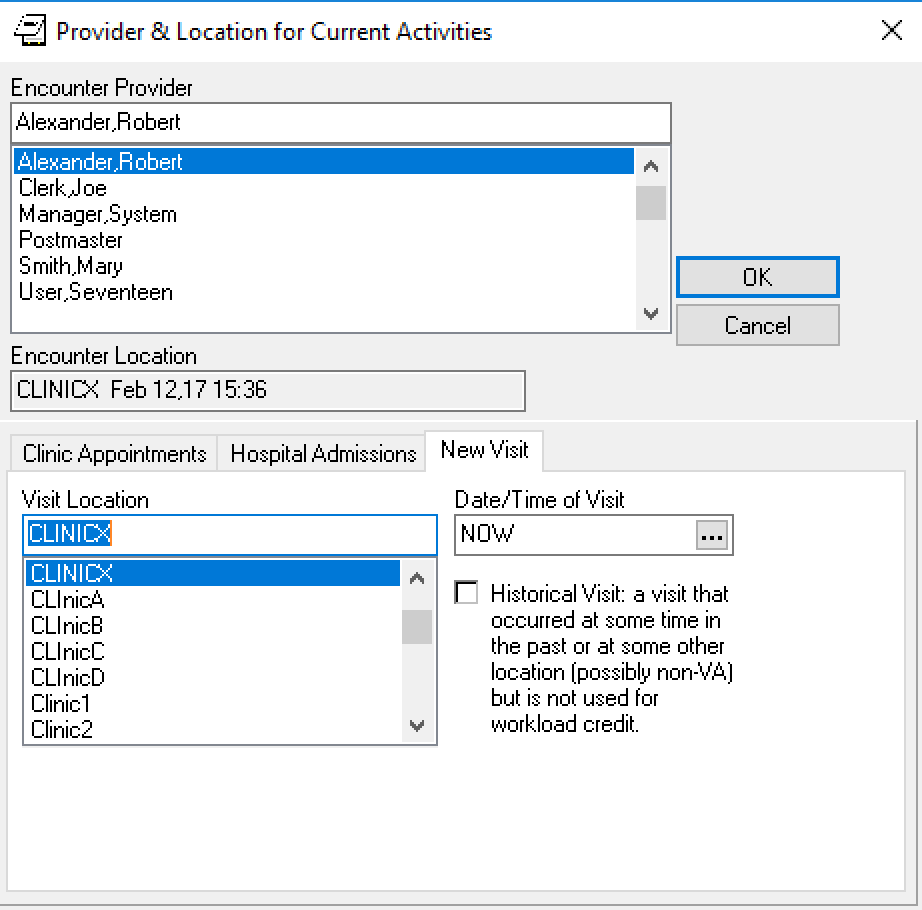 Provider & Location for Current Activities
Encounter Provider
Alexander,Robert
Alexander,Robert
Clerk,Joe
Manager,System
Postmaster
Smith,Mary
User,Seventeen
OK
Cancel
Encounter Location
CLINICX Feb 12,17 15:36
Clinic Appointments
Hospital Admissions
New Visit
Visit Location
CLINICX
CLINICX
CLInicA
CLInicB
CLInicC
CLInicD
Clinic1
Clinic2
Date/Time of Visit
NOW
...
Historical Visit: a visit that
occurred at some time in
the past or at some other
location (possibly non-VA)
but is not used for
workload credit.